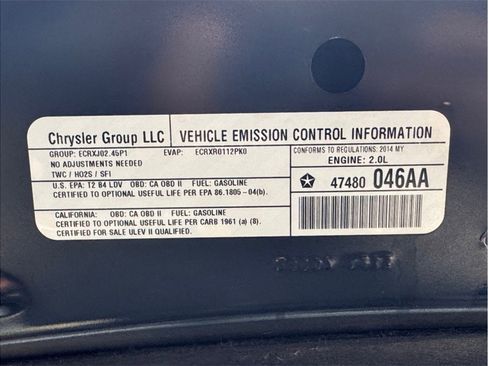 Chrysler Group LLC VEHICLE EMISSION CONTROL INFORMATION
GROUP: ECRXJ02.45P1 EVAP: ECRXR0112PK0
NO ADJUSTMENTS NEEDED
TWC / HO2S / SFI
CONFORMS TO REGULATIONS: 2014 MY
ENGINE: 2.0L
47480 046AA
U.S. EPA: T2 B4 LDV OBD: CA OBD II FUEL: GASOLINE
CERTIFIED TO OPTIONAL USEFUL LIFE PER EPA 86.1805 - 04(b).
CALIFORNIA: OBD: CA OBD II FUEL: GASOLINE
CERTIFIED TO OPTIONAL USEFUL LIFE PER CARB 1961 (a) (8).
CERTIFIED FOR SALE ULEV II QUALIFIED.